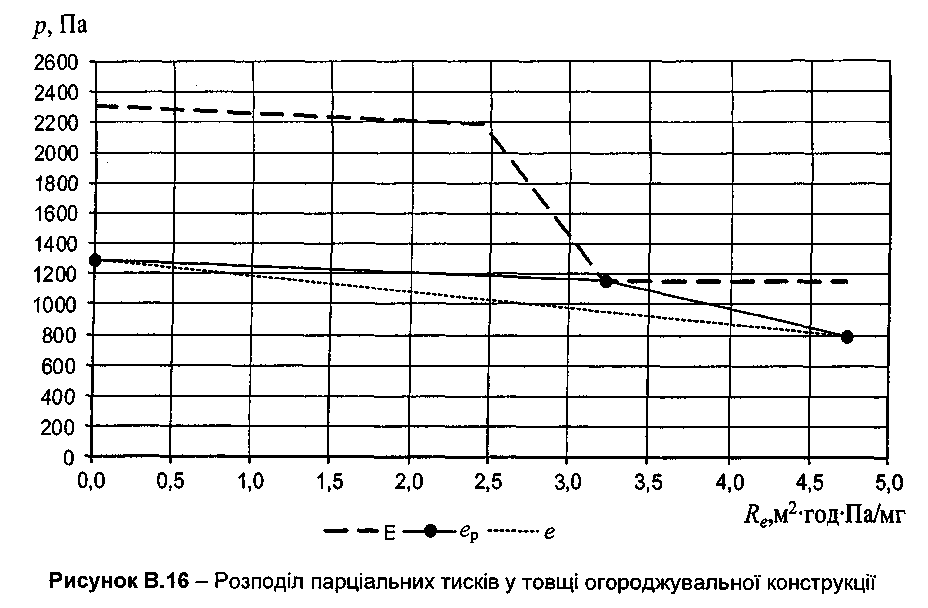 p, Па
2600
2400
2200
2000
1800
1600
1400
1200
1000
800
600
400
200
0
0,0 0,5 1,0 1,5 2,0 2,5 3,0 3,5 4,0 4,5 5,0
Re,м²·год·Па/мг
E eр e
Рисунок В.16 – Розподіл парціальних тисків у товщі огороджувальної конструкції